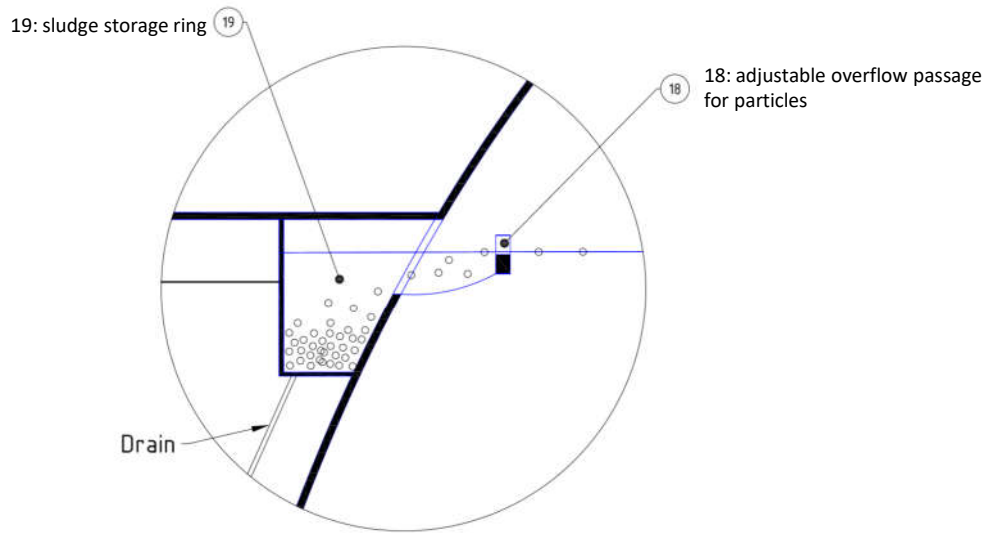 19: sludge storage ring
19
18
18: adjustable overflow passage
for particles
Drain